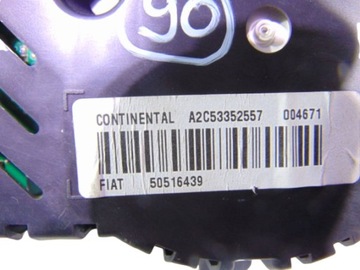 90
CONTINENTAL A2C53352557 004671
FIAT 50516439